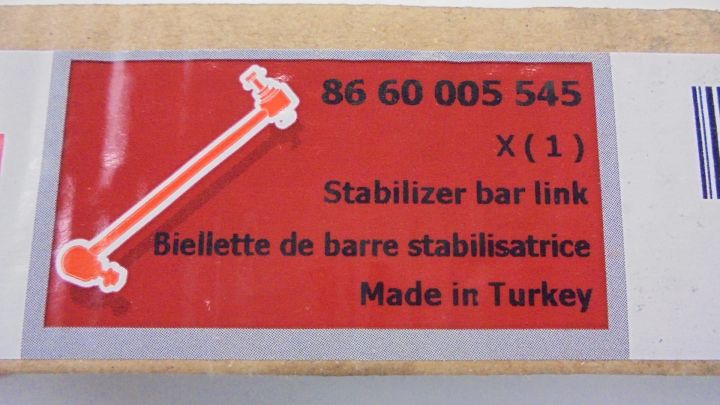 86 60 005 545
X ( 1 )
Stabilizer bar link
Biellette de barre stabilisatrice
Made in Turkey